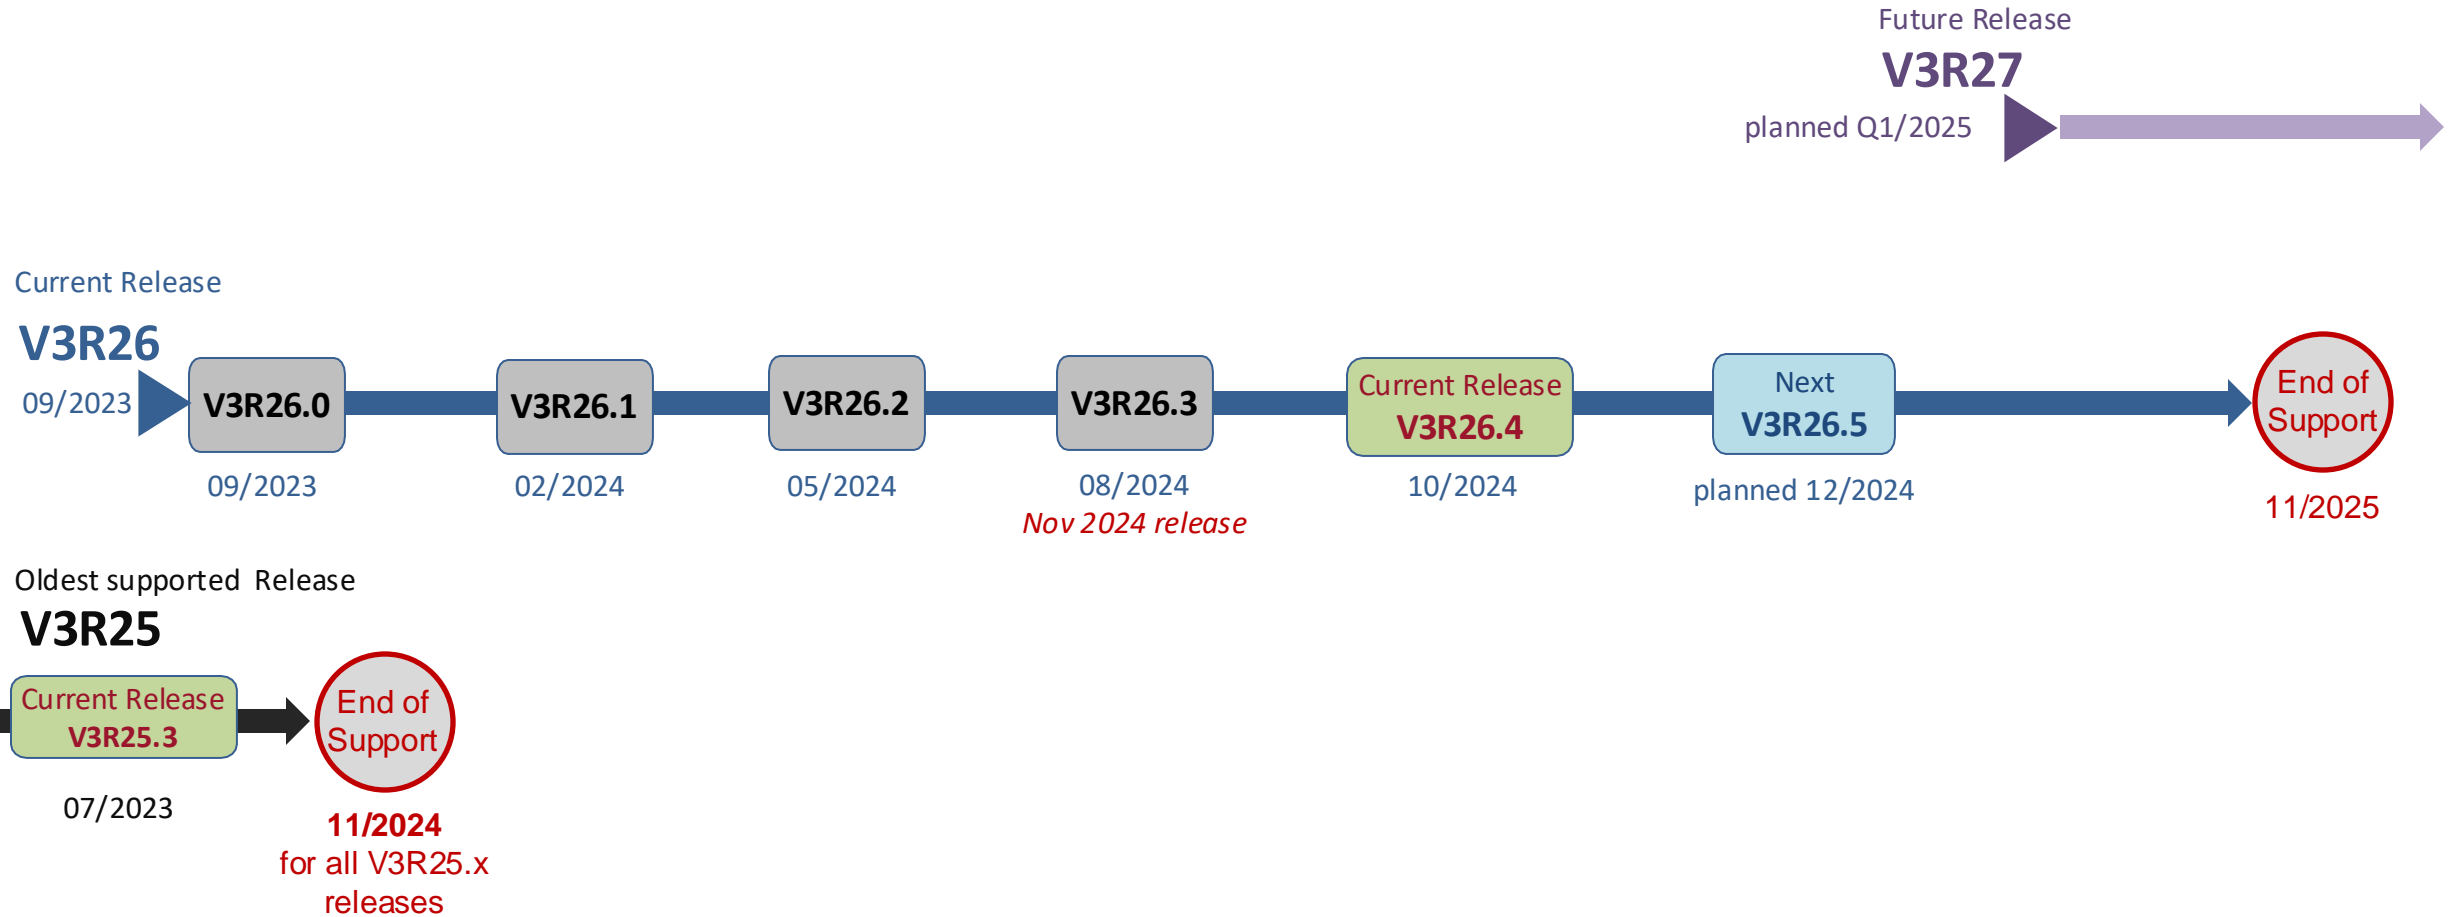 Future Release
V3R27
planned Q1/2025
Current Release
V3R26
09/2023
V3R26.0
V3R26.1
V3R26.2
V3R26.3
Current Release
V3R26.4
Next
V3R26.5
End of
Support
09/2023
02/2024
05/2024
08/2024
Nov 2024 release
10/2024
planned 12/2024
11/2025
Oldest supported Release
V3R25
Current Release
V3R25.3
End of
Support
07/2023
11/2024
for all V3R25.x
releases